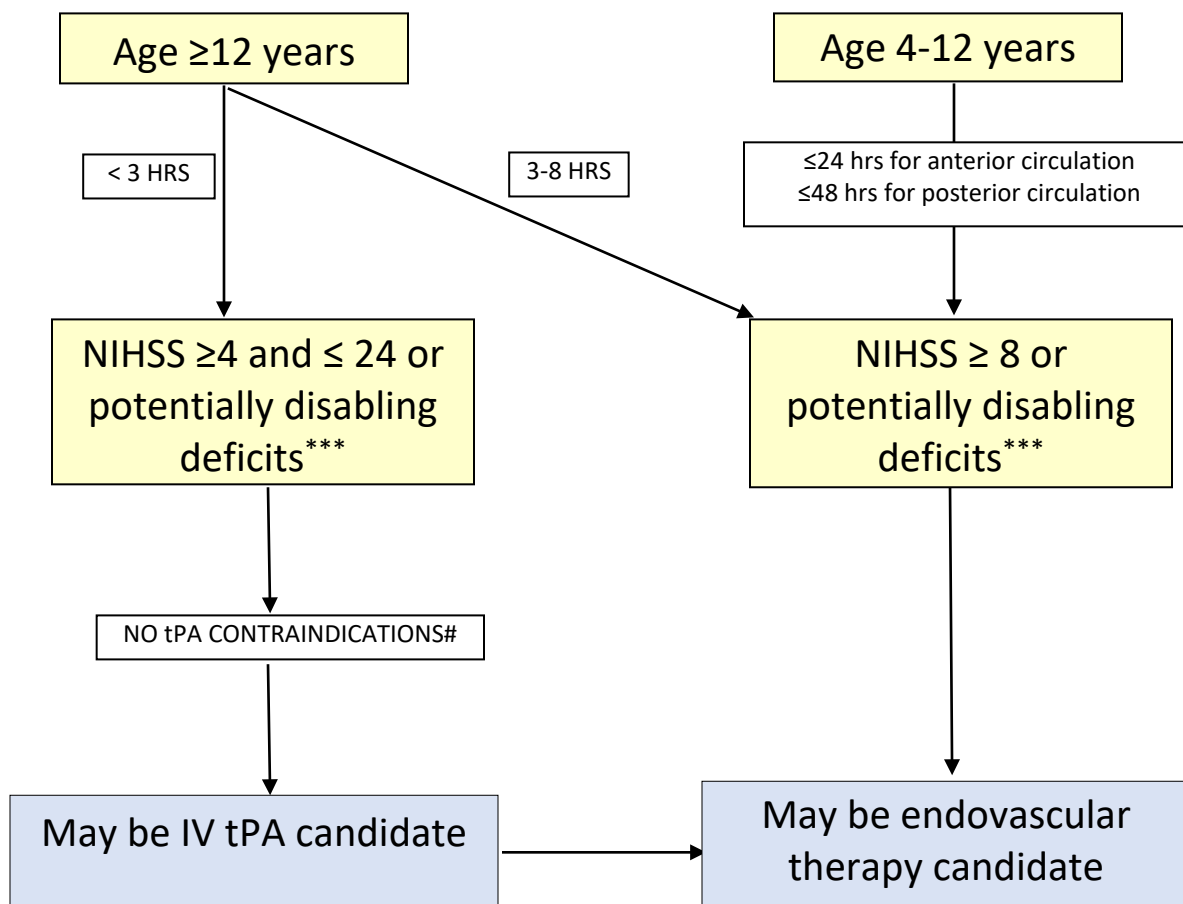 Age ≥12 years
Age 4-12 years
< 3 HRS
3-8 HRS
≤24 hrs for anterior circulation
≤48 hrs for posterior circulation
NIHSS ≥4 and ≤ 24 or
potentially disabling
deficits***
NIHSS ≥ 8 or
potentially disabling
deficits***
NO tPA CONTRAINDICATIONS#
May be IV tPA candidate
May be endovascular
therapy candidate